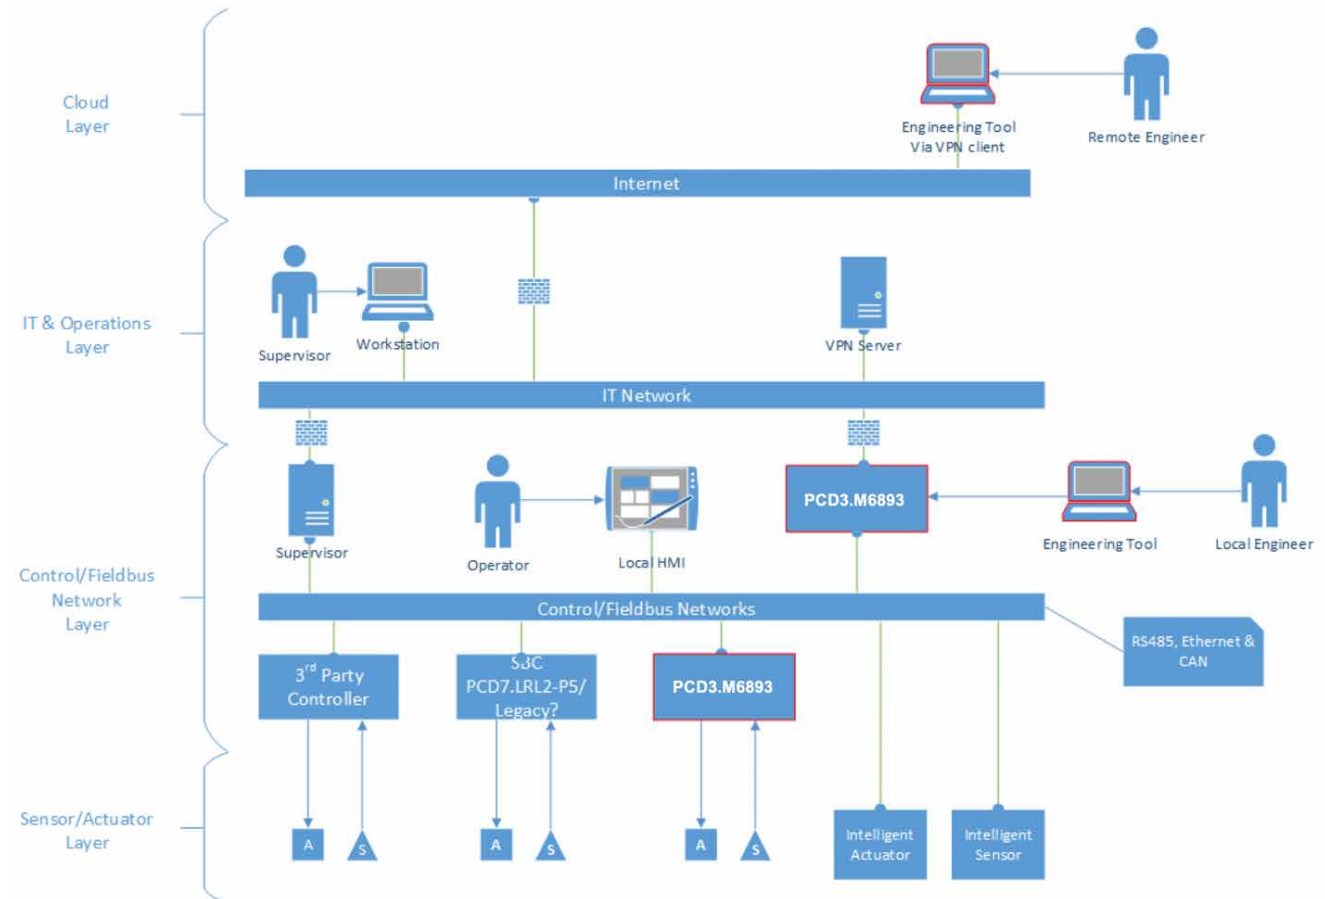 Cloud
Layer
Engineering Tool
Via VPN client
Remote Engineer
Internet
IT & Operations
Layer
Supervisor
Workstation
VPN Server
IT Network
Control/Fieldbus
Network
Layer
Supervisor
Operator
Local HMI
PCD3.M6893
Engineering Tool
Local Engineer
Control/Fieldbus Networks
RS485, Ethernet &
CAN
3rd Party
Controller
SBC
PCD7.LRL2-P5/
Legacy?
PCD3.M6893
Sensor/Actuator
Layer
A
S
A
S
A
S
Intelligent
Actuator
Intelligent
Sensor